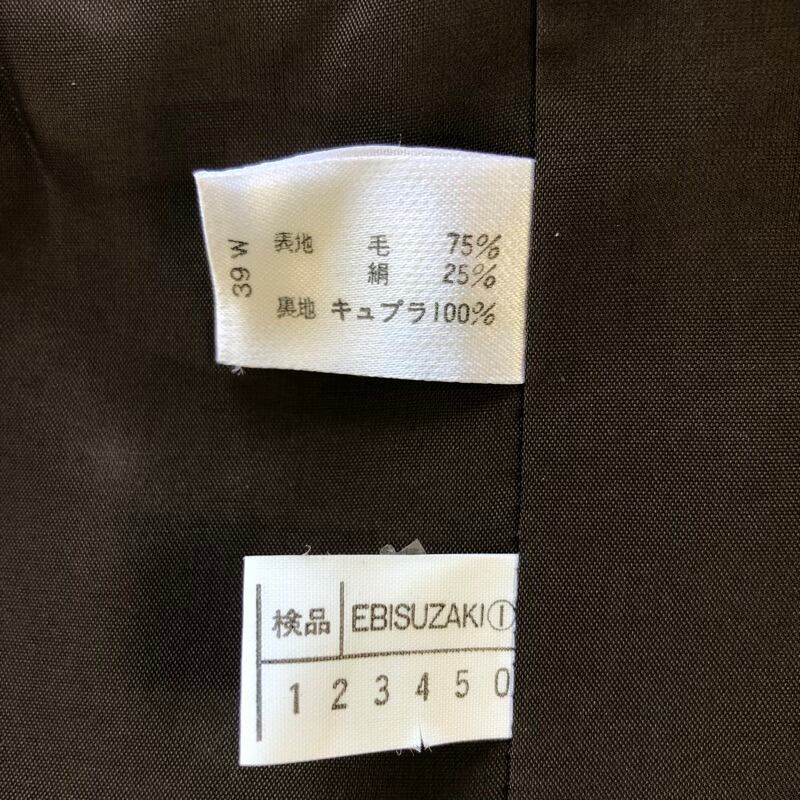 39 W
表地 毛 75%
絹 25%
裏地 キュプラ100%
検品 EBISUZAKI①
1 2 3 4 5 0